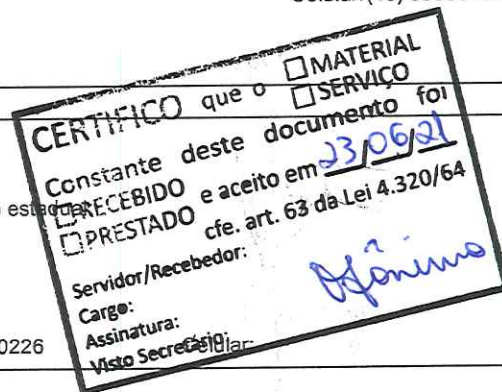 CERTIFICO que o ☐MATERIAL
☐SERVIÇO
Constante deste documento foi
☐RECEBIDO
☐PRESTADO e aceito em 23/06/21
cfe. art. 63 da Lei 4.320/64
Servidor/Recebedor:
Cargo:
Assinatura:
0226
Visto Secretário:
Celular: